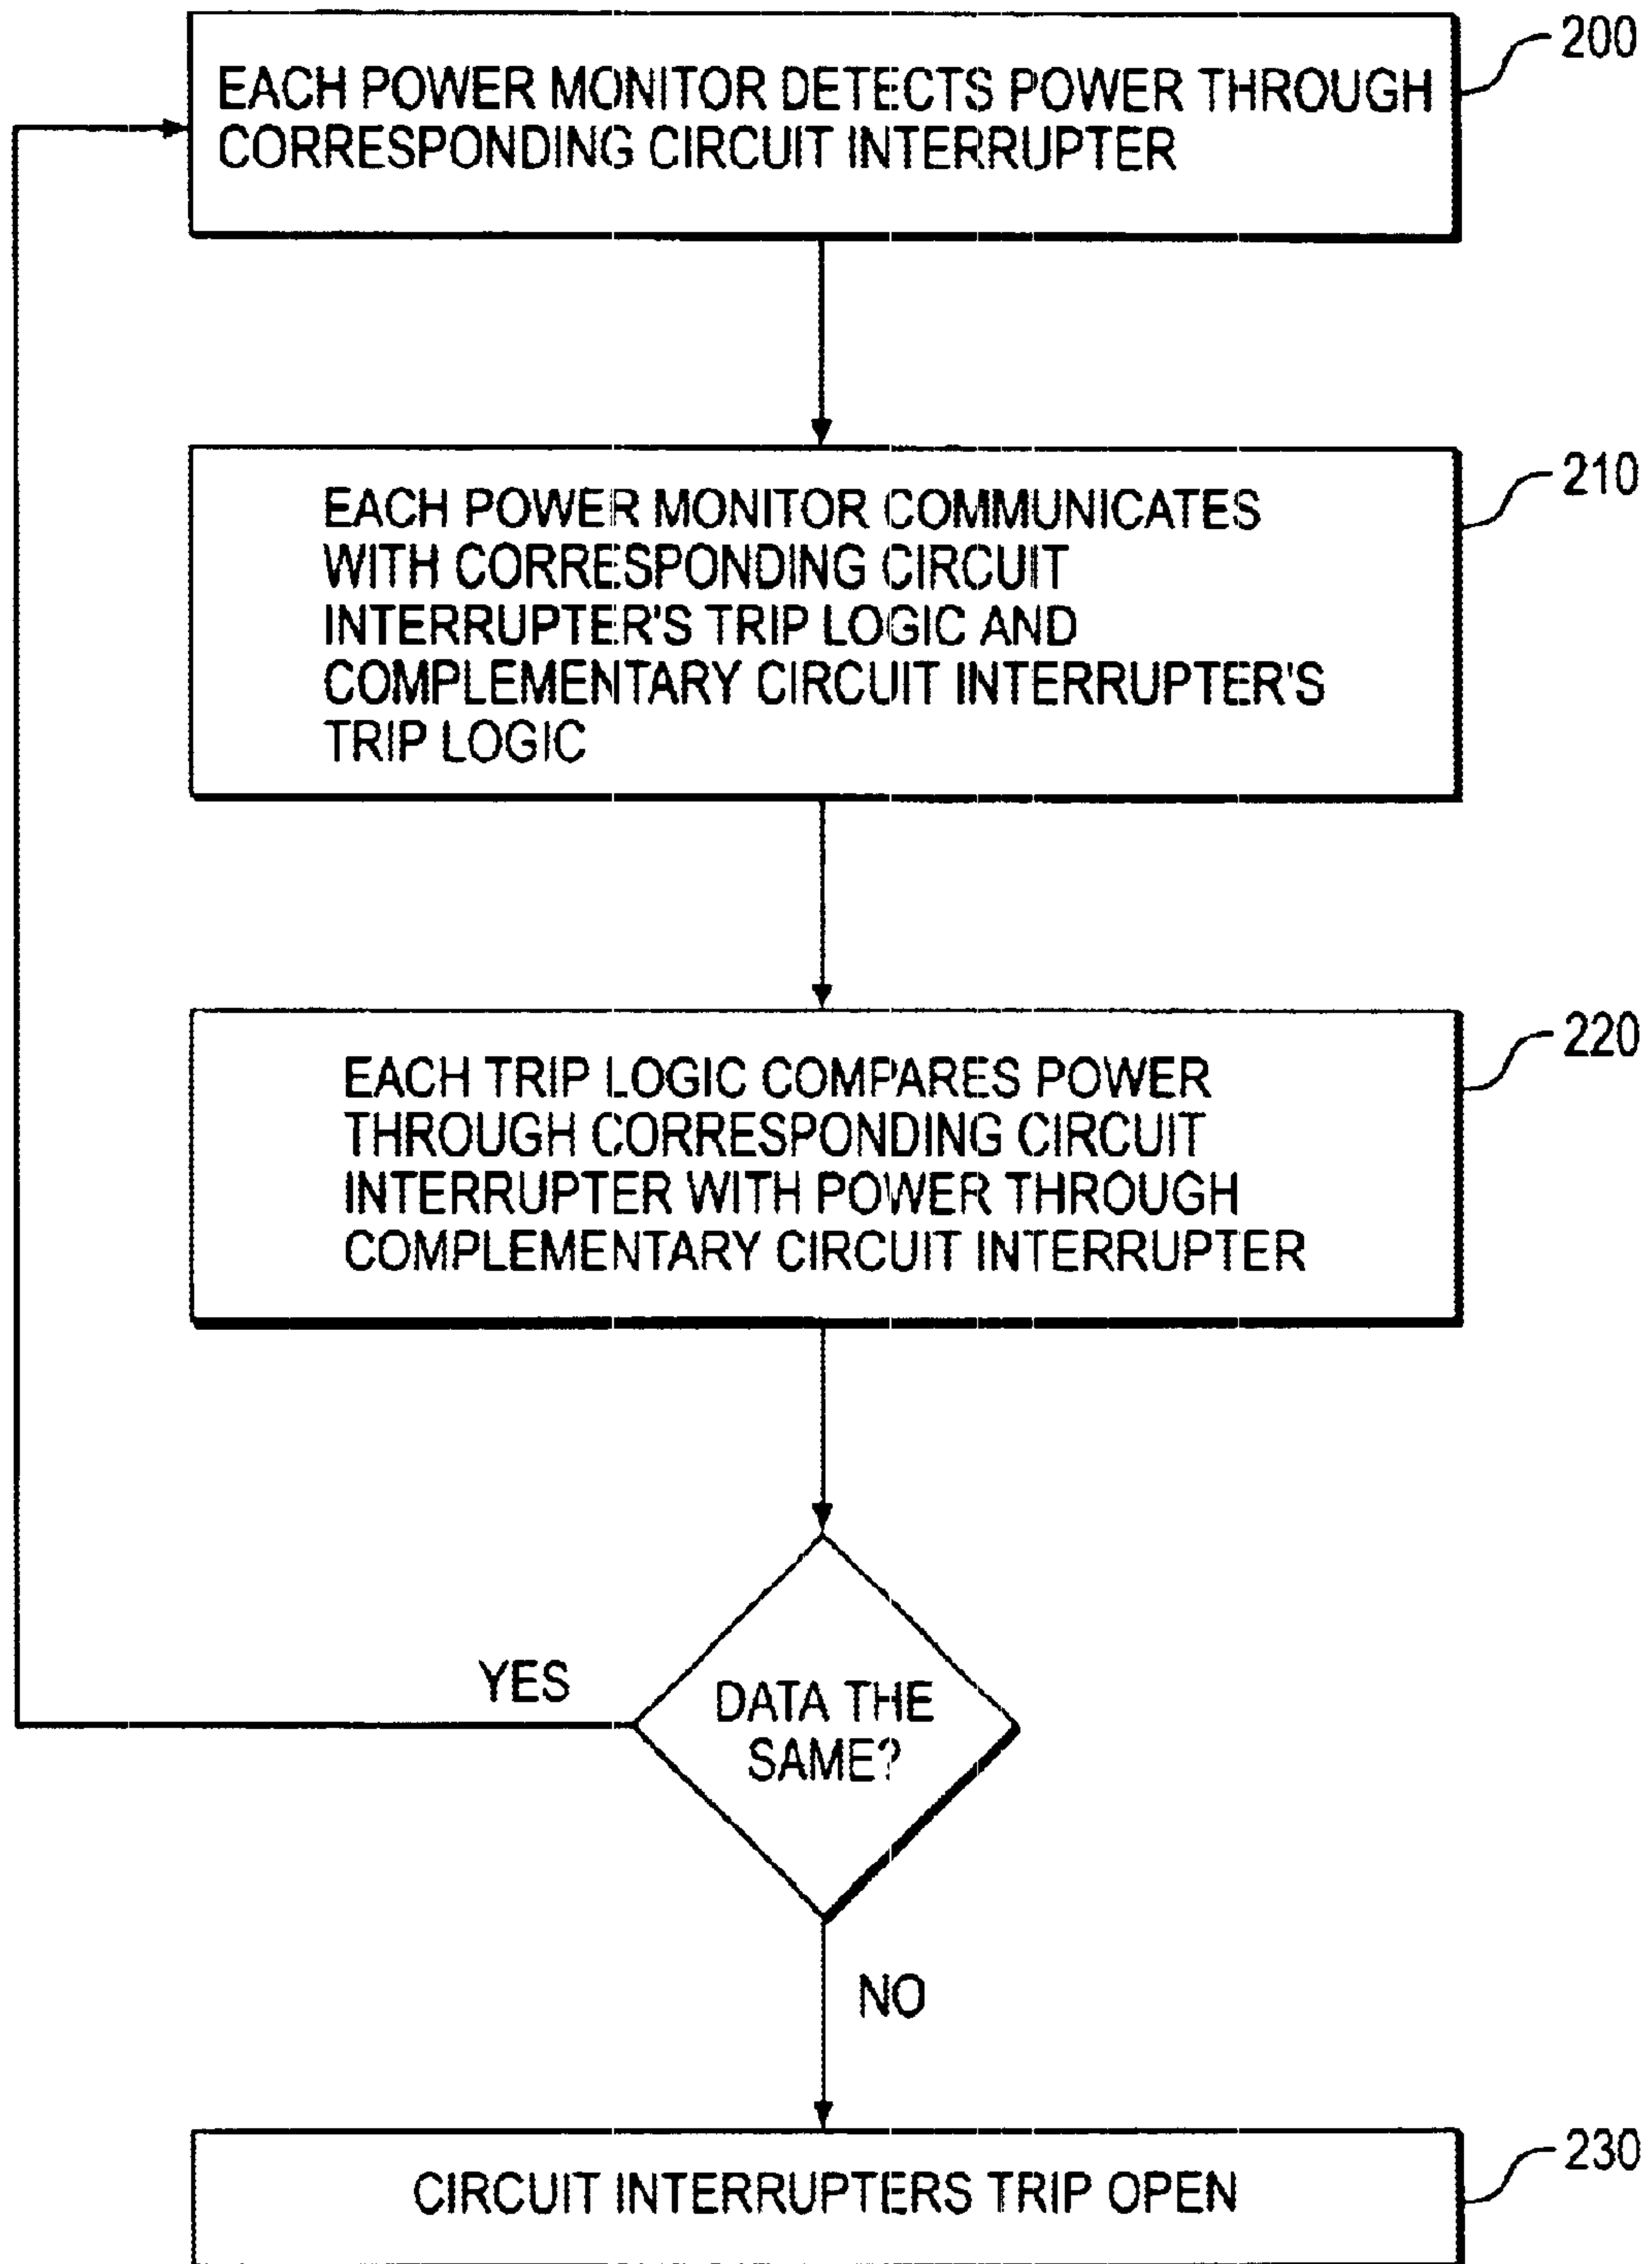 200
EACH POWER MONITOR DETECTS POWER THROUGH
CORRESPONDING CIRCUIT INTERRUPTER
210
EACH POWER MONITOR COMMUNICATES
WITH CORRESPONDING CIRCUIT
INTERRUPTER'S TRIP LOGIC AND
COMPLEMENTARY CIRCUIT INTERRUPTER'S
TRIP LOGIC
220
EACH TRIP LOGIC COMPARES POWER
THROUGH CORRESPONDING CIRCUIT
INTERRUPTER WITH POWER THROUGH
COMPLEMENTARY CIRCUIT INTERRUPTER
YES
DATA THE
SAME?
NO
230
CIRCUIT INTERRUPTERS TRIP OPEN